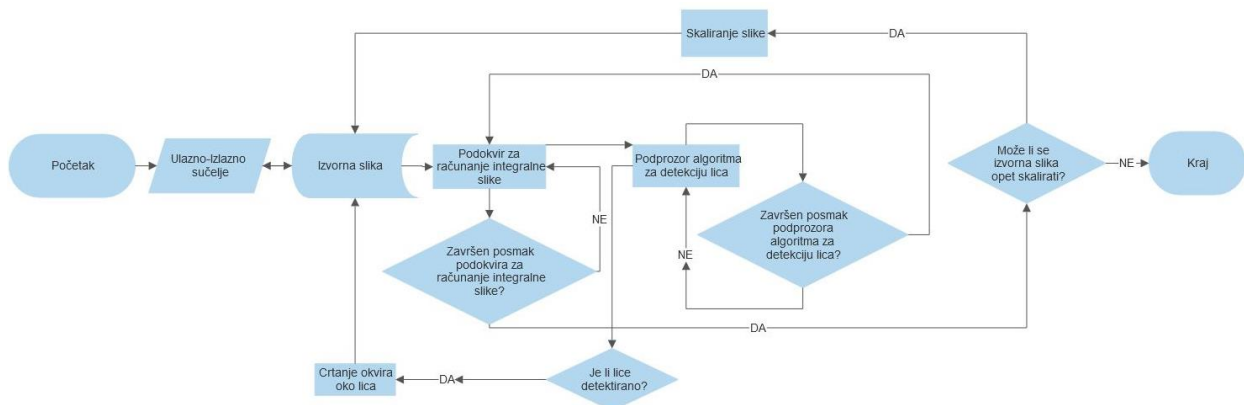 Skaliranje slike
DA
DA
Početak
Ulazno-Izlazno
sučelje
Izvorna slika
Podokvir za
računanje integralne
slike
Podprozor algoritma
za detekciju lica
Može li se
izvorna slika
opet skalirati?
NE
Kraj
NE
Završen posmak
podokvira za
računanje integralne
slike?
Završen posmak
podprozora
algoritma za
detekciju lica?
NE
DA
Crtanje okvira
oko lica
DA
Je li lice
detektirano?